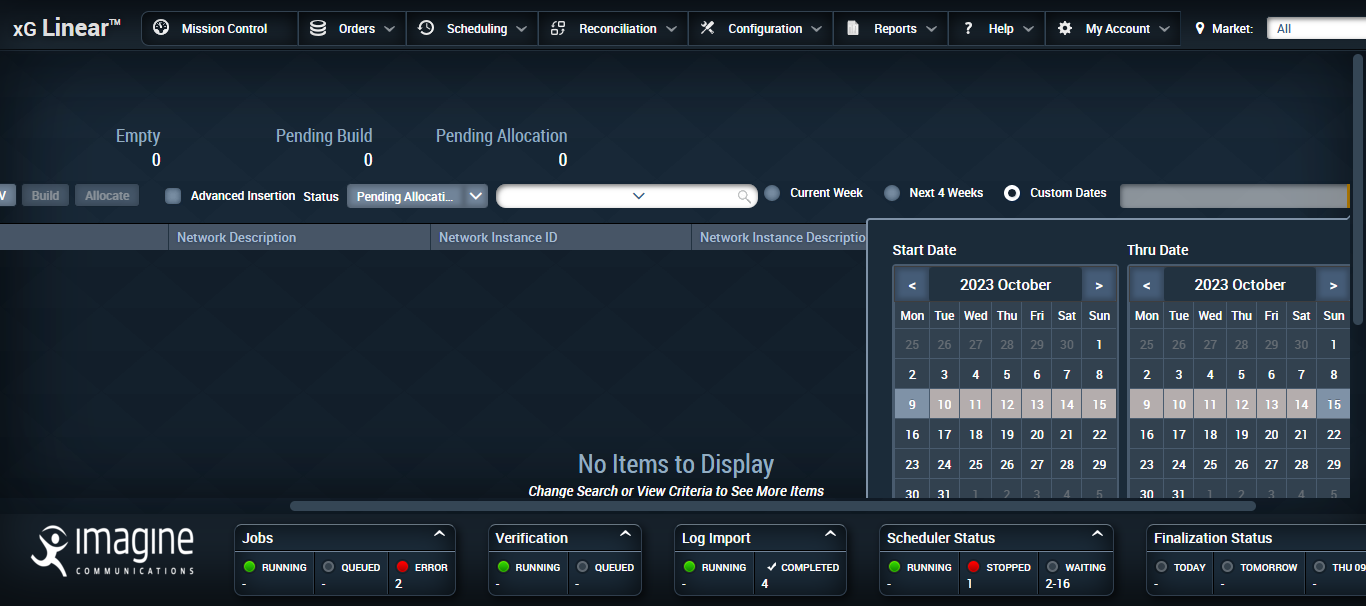 xG Linear™ Mission Control Orders Scheduling Reconciliation Configuration Reports ? Help My Account Market: All
Empty Pending Build Pending Allocation
0 0 0
Build Allocate Advanced Insertion Status Pending Allocati... Current Week Next 4 Weeks Custom Dates
Network Description Network Instance ID Network Instance Descriptio
Start Date Thru Date
< 2023 October > < 2023 October >
Mon Tue Wed Thu Fri Sat Sun Mon Tue Wed Thu Fri Sat Sun
25 26 27 28 29 30 1 25 26 27 28 29 30 1
2 3 4 5 6 7 8 2 3 4 5 6 7 8
9 10 11 12 13 14 15 9 10 11 12 13 14 15
16 17 18 19 20 21 22 16 17 18 19 20 21 22
23 24 25 26 27 28 29 23 24 25 26 27 28 29
30 31 1 2 3 4 5 30 31 1 2 3 4 5
No Items to Display
Change Search or View Criteria to See More Items
imagine
COMMUNICATIONS
Jobs Verification Log Import Scheduler Status Finalization Status
RUNNING QUEUED ERROR RUNNING QUEUED RUNNING COMPLETED RUNNING STOPPED WAITING TODAY TOMORROW THU 09
- - 2 - - - 4 - 1 2-16 - - -